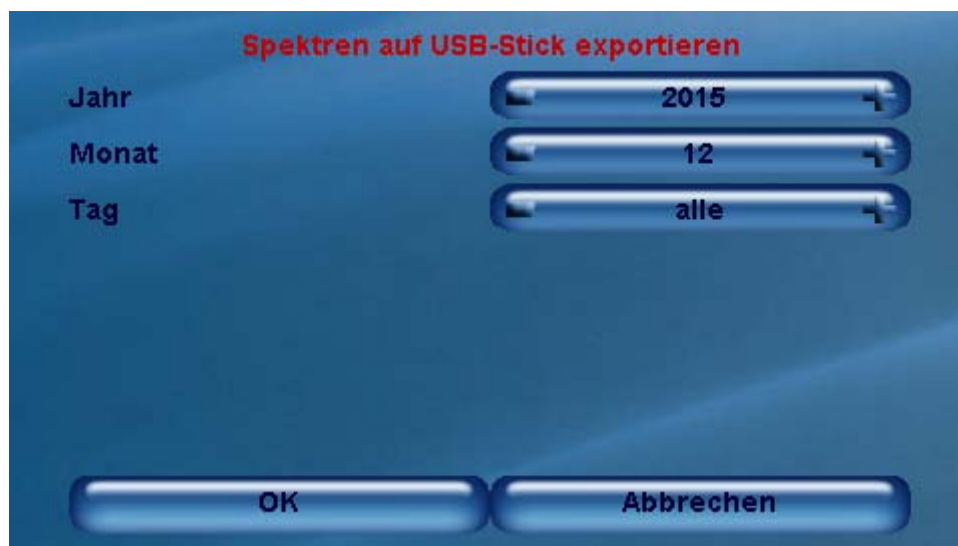 Spektren auf USB-Stick exportieren
Jahr - 2015 +
Monat - 12 +
Tag - alle +
OK Abbrechen